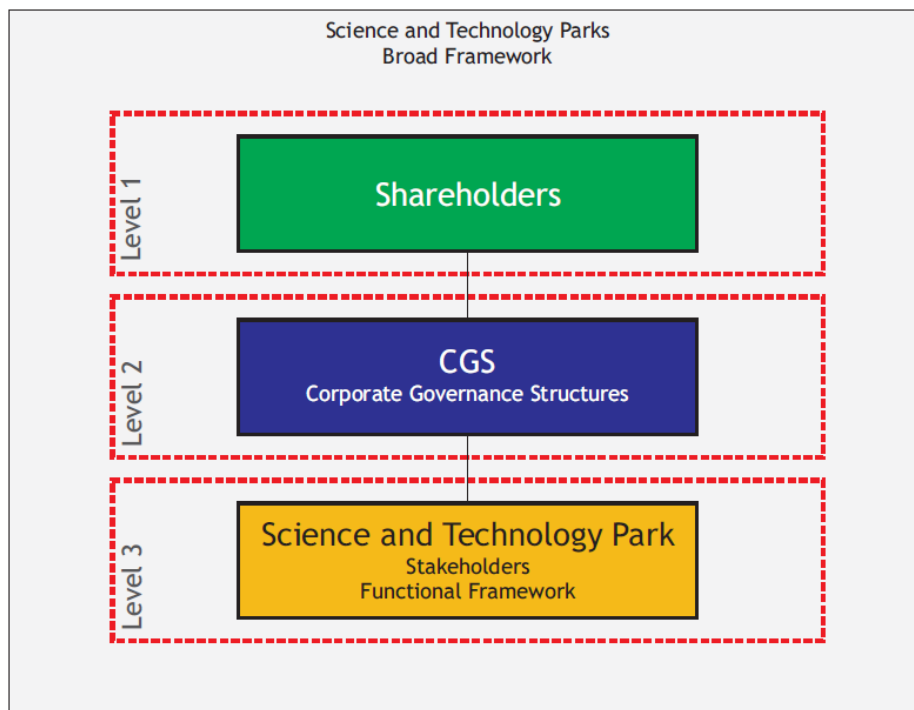 Science and Technology Parks
Broad Framework
Level 1
Shareholders
Level 2
CGS
Corporate Governance Structures
Level 3
Science and Technology Park
Stakeholders
Functional Framework